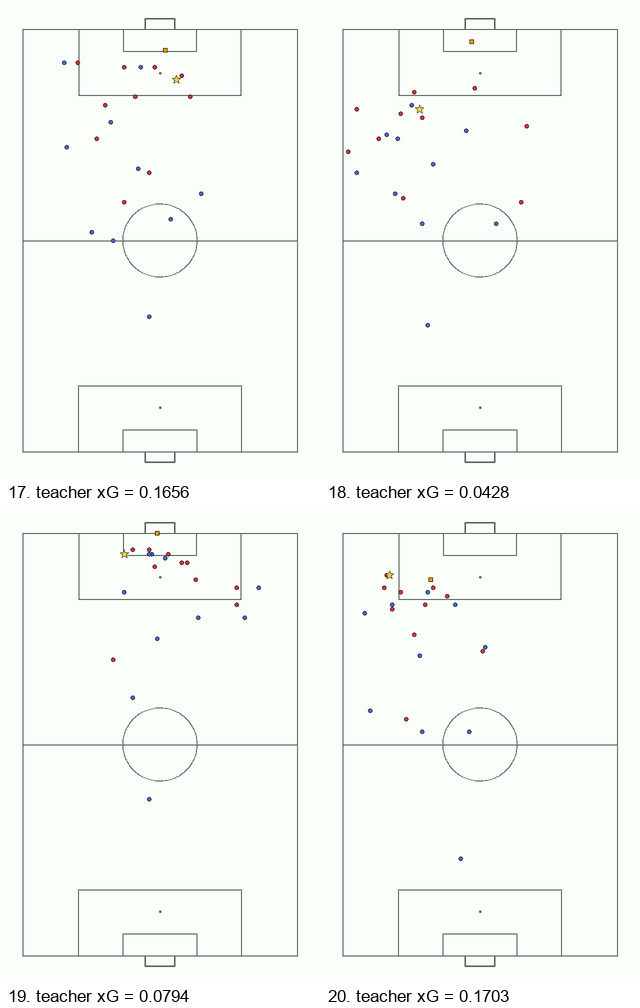 17. teacher xG = 0.1656
18. teacher xG = 0.0428
19. teacher xG = 0.0794
20. teacher xG = 0.1703